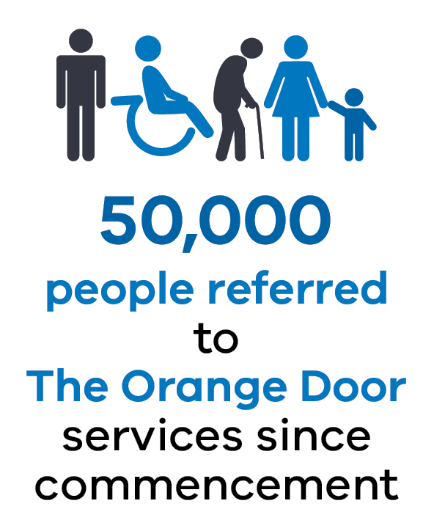 50,000
people referred
to
The Orange Door
services since
commencement